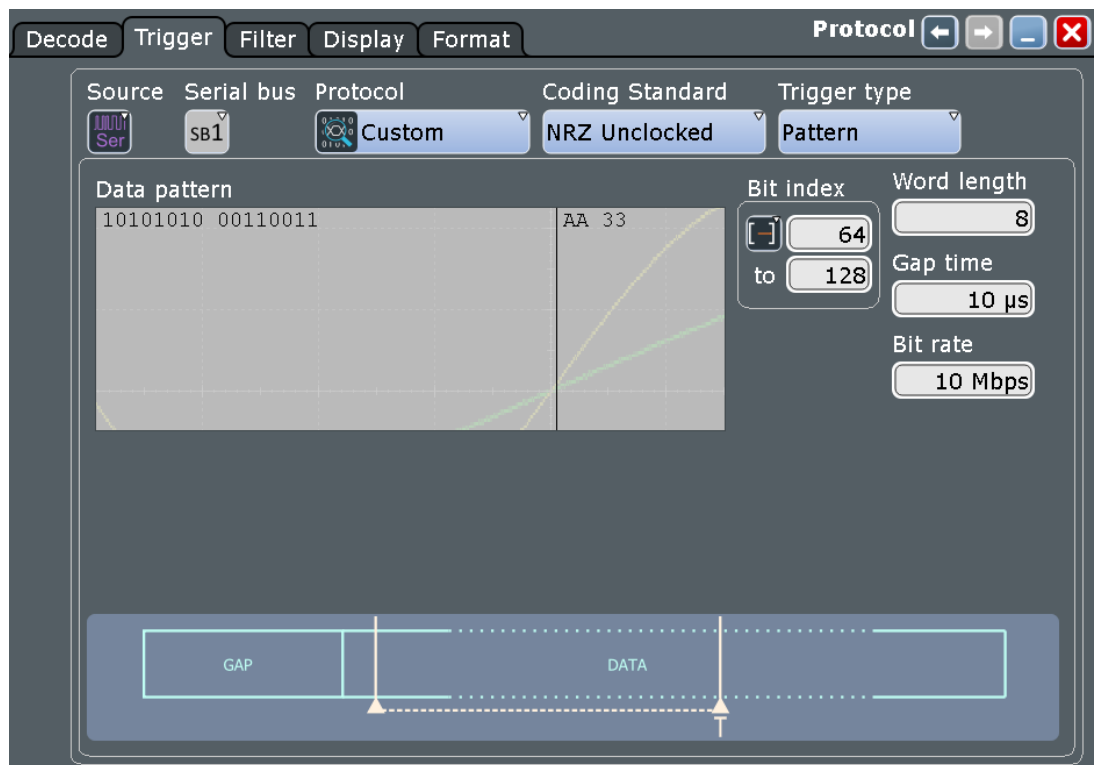 Decode Trigger Filter Display Format Protocol
Source Serial bus Protocol Coding Standard Trigger type
Ser SB1 Custom NRZ Unclocked Pattern
Data pattern Bit index Word length
10101010 00110011 AA 33 64 8
to 128 Gap time
10 µs
Bit rate
10 Mbps
GAP DATA
T